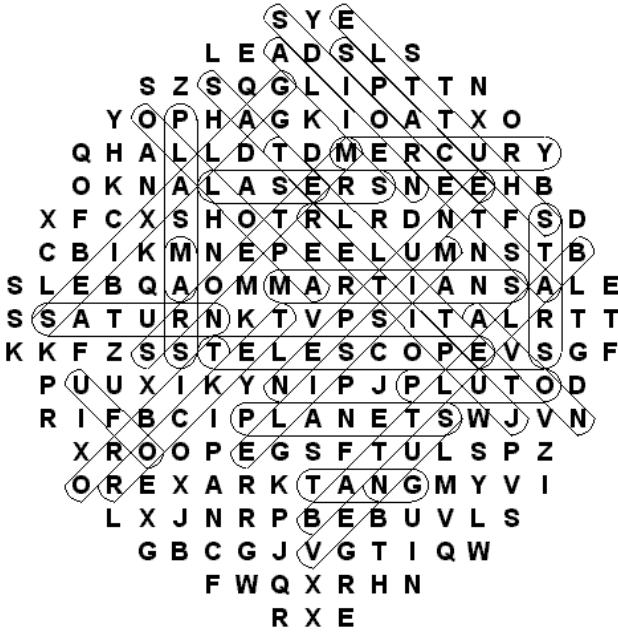 S Y E
L E A D S L S
S Z S Q G L I P T T N
Y O P H A G K I O A T X O
Q H A L L D T D M E R C U R Y
O K N A L A S E R S N E E H B
X F C X S H O T R L R D N T F S D
C B I K M N E P E E L U M N S T B
S L E B Q A O M M A R T I A N S A L E
S S A T U R N K T V P S I T A L R T T
K K F Z S S T E L E S C O P E V S G F
P U U X I K Y N I P J P L U T O D
R I F B C I P L A N E T S W J V N
X R O O P E G S F T U L S P Z
O R E X A R K T A N G M Y V I
L X J N R P B E B U V L S
G B C G J V G T I Q W
F W Q X R H N
R X E